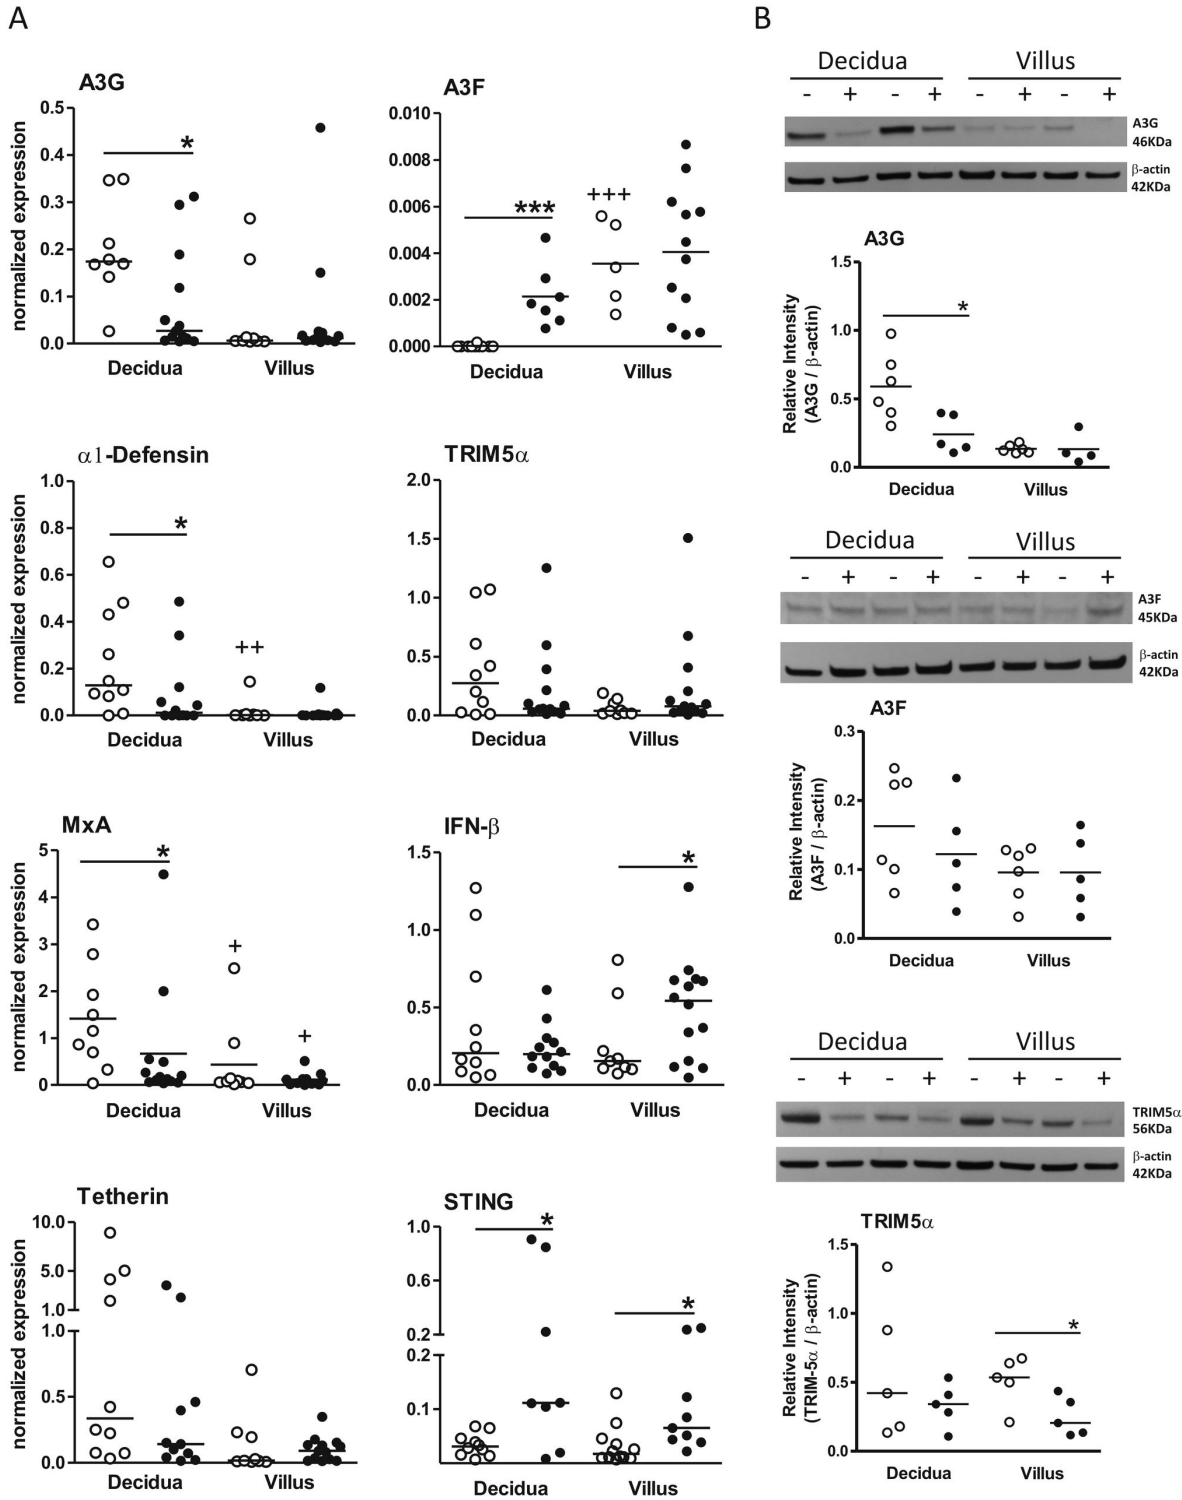 A
A3G
normalized expression
0.5
0.4
0.3
0.2
0.1
0.0
*
Decidua
Villus
A3F
0.010
0.008
0.006
0.004
0.002
0.000
***
+++
Decidua
Villus
α1-Defensin
normalized expression
1.0
0.8
0.6
0.4
0.2
0.0
*
++
Decidua
Villus
TRIM5α
2.0
1.5
1.0
0.5
0.0
Decidua
Villus
MxA
normalized expression
5
4
3
2
1
0
*
+
+
Decidua
Villus
IFN-β
1.5
1.0
0.5
0.0
*
Decidua
Villus
Tetherin
normalized expression
10.0
5.0
1.0
1.0
0.5
0.0
Decidua
Villus
STING
1.0
0.6
0.2
0.2
0.1
*
*
Decidua
Villus
B
Decidua Villus
- + - + - + - +
A3G
46KDa
β-actin
42KDa
A3G
Relative Intensity
(A3G / β-actin)
1.5
1.0
0.5
0.0
*
Decidua
Villus
Decidua Villus
- + - + - + - +
A3F
45KDa
β-actin
42KDa
A3F
Relative Intensity
(A3F / β-actin)
0.3
0.2
0.1
0.0
Decidua
Villus
Decidua Villus
- + - + - + - +
TRIM5α
56KDa
β-actin
42KDa
TRIM5α
Relative Intensity
(TRIM-5α / β-actin)
1.5
1.0
0.5
0.0
*
Decidua
Villus